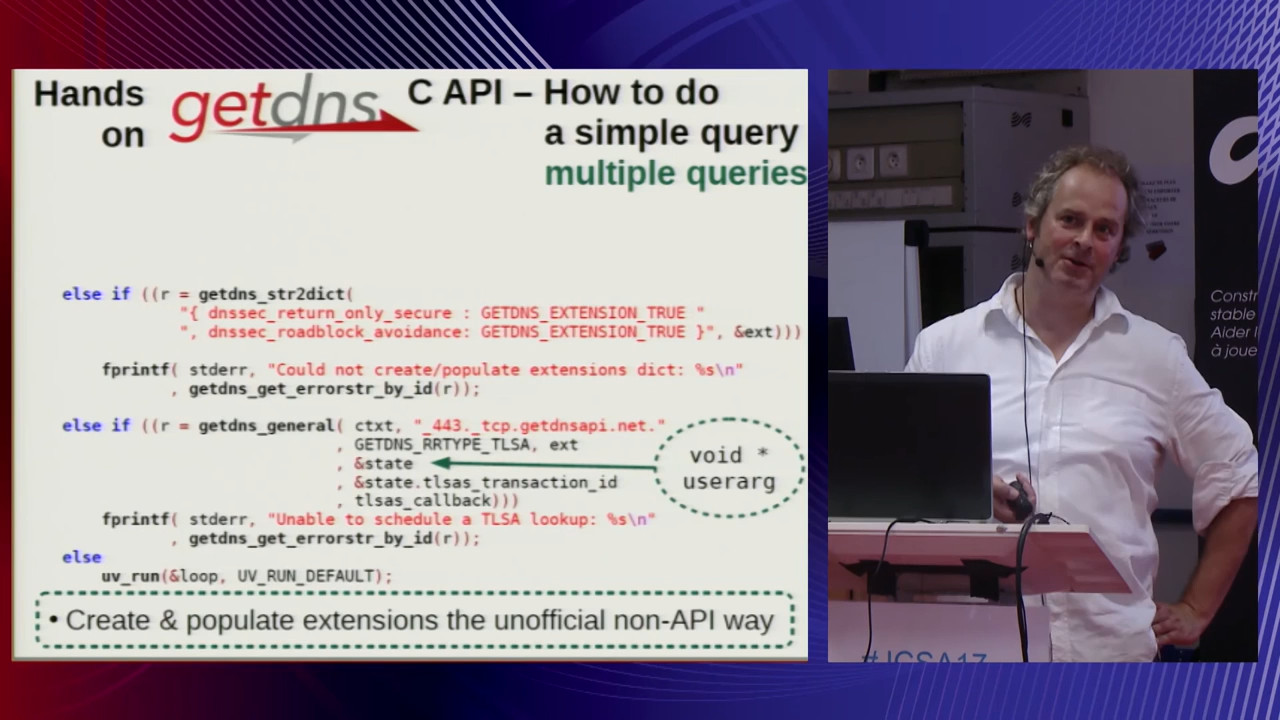 Hands
on
getdns
C API – How to do
a simple query
multiple queries
else if ((r = getdns_str2dict(
"{ dnssec_return_only_secure : GETDNS_EXTENSION_TRUE "
", dnssec_roadblock_avoidance: GETDNS_EXTENSION_TRUE }", &ext)))
fprintf( stderr, "Could not create/populate extensions dict: %s\n"
, getdns_get_errorstr_by_id(r));
else if ((r = getdns_general( ctxt, "_443._tcp.getdnsapi.net."
, GETDNS_RRTYPE_TLSA, ext
, &state
, &state.tlsas_transaction_id
, tlsas_callback)))
fprintf( stderr, "Unable to schedule a TLSA lookup: %s\n"
, getdns_get_errorstr_by_id(r));
else
uv_run(&loop, UV_RUN_DEFAULT);
void *
userarg
• Create & populate extensions the unofficial non-API way
Constr
stable
Aider l
à joue
#JCSA17